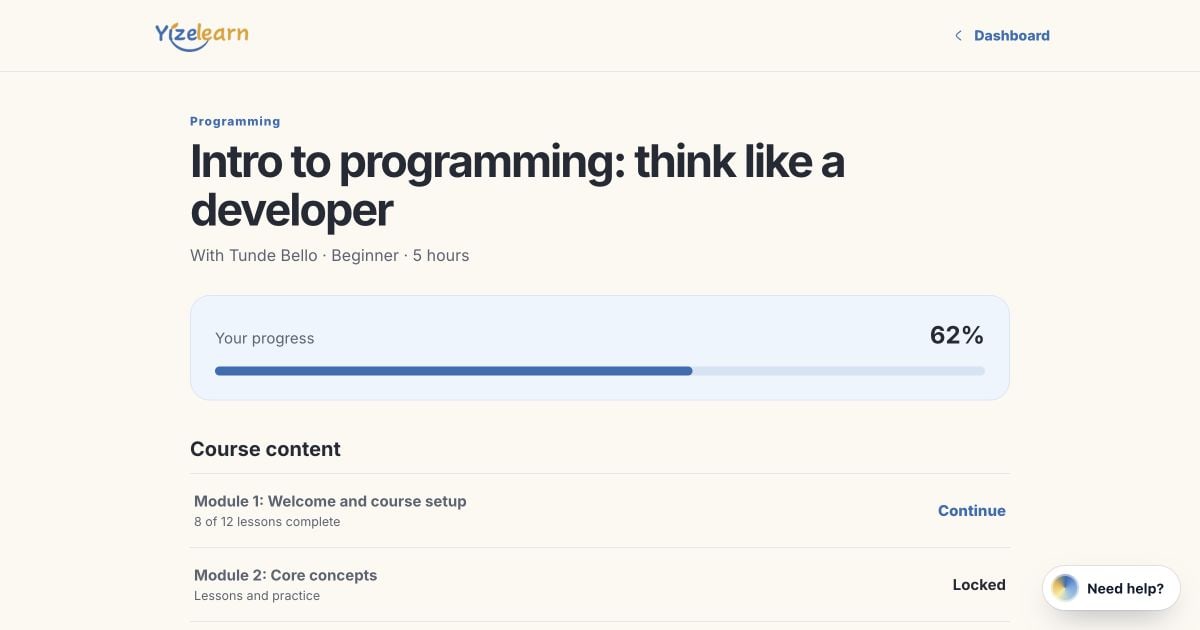 Yizelearn
Dashboard
Programming
Intro to programming: think like a
developer
With Tunde Bello · Beginner · 5 hours
Your progress
62%
Course content
Module 1: Welcome and course setup
8 of 12 lessons complete
Continue
Module 2: Core concepts
Lessons and practice
Locked
Need help?